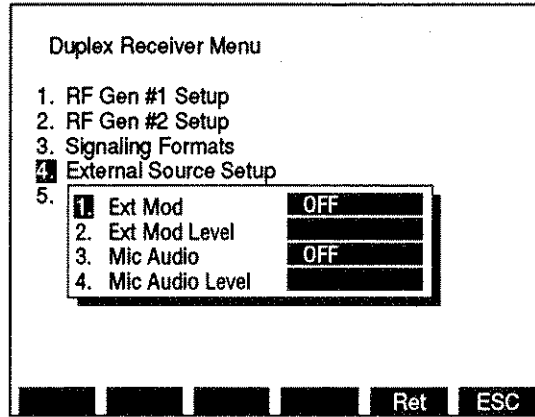 Duplex Receiver Menu
1. RF Gen #1 Setup
2. RF Gen #2 Setup
3. Signaling Formats
4. External Source Setup
5.
1. Ext Mod OFF
2. Ext Mod Level
3. Mic Audio OFF
4. Mic Audio Level
Ret ESC